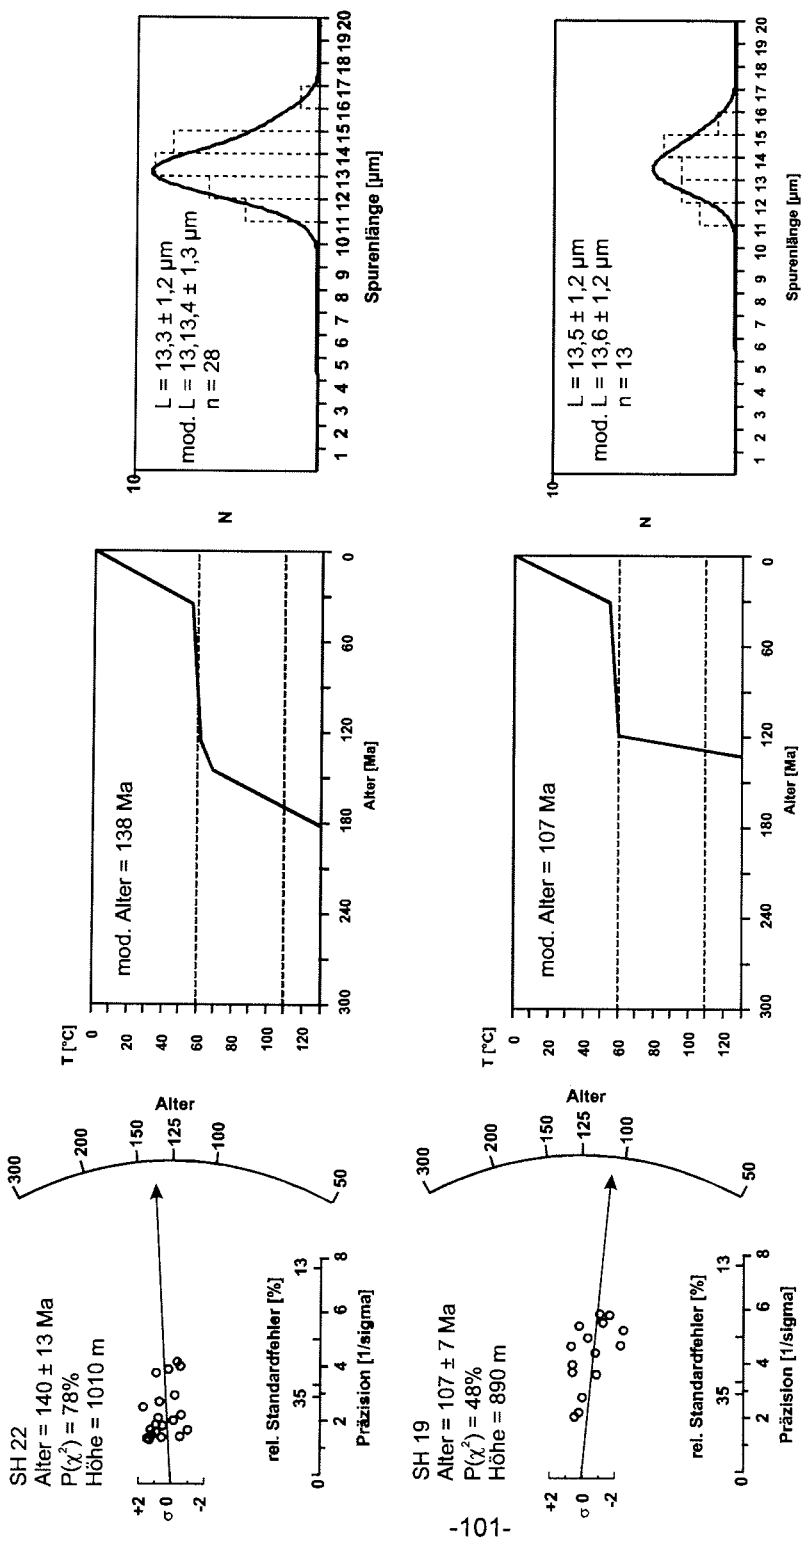 SH 22
Alter = 140 ± 13 Ma
P(χ²) = 78%
Höhe = 1010 m
+2
σ 0
-2
300
200
150
125
100
50
Alter
rel. Standardfehler [%]
35 13
0 2 4 6 8
Präzision [1/sigma]
T [°C]
0
20
40
60
80
100
120
mod. Alter = 138 Ma
300 240 180 120 60 0
Alter [Ma]
10
N
L = 13,3 ± 1,2 µm
mod. L = 13,13,4 ± 1,3 µm
n = 28
1 2 3 4 5 6 7 8 9 10 11 12 13 14 15 16 17 18 19 20
Spurenlänge [µm]
SH 19
Alter = 107 ± 7 Ma
P(χ²) = 48%
Höhe = 890 m
+2
σ 0
-2
300
200
150
125
100
50
Alter
rel. Standardfehler [%]
35 13
0 2 4 6 8
Präzision [1/sigma]
T [°C]
0
20
40
60
80
100
120
mod. Alter = 107 Ma
300 240 180 120 60 0
Alter [Ma]
10
N
L = 13,5 ± 1,2 µm
mod. L = 13,6 ± 1,2 µm
n = 13
1 2 3 4 5 6 7 8 9 10 11 12 13 14 15 16 17 18 19 20
Spurenlänge [µm]
-101-